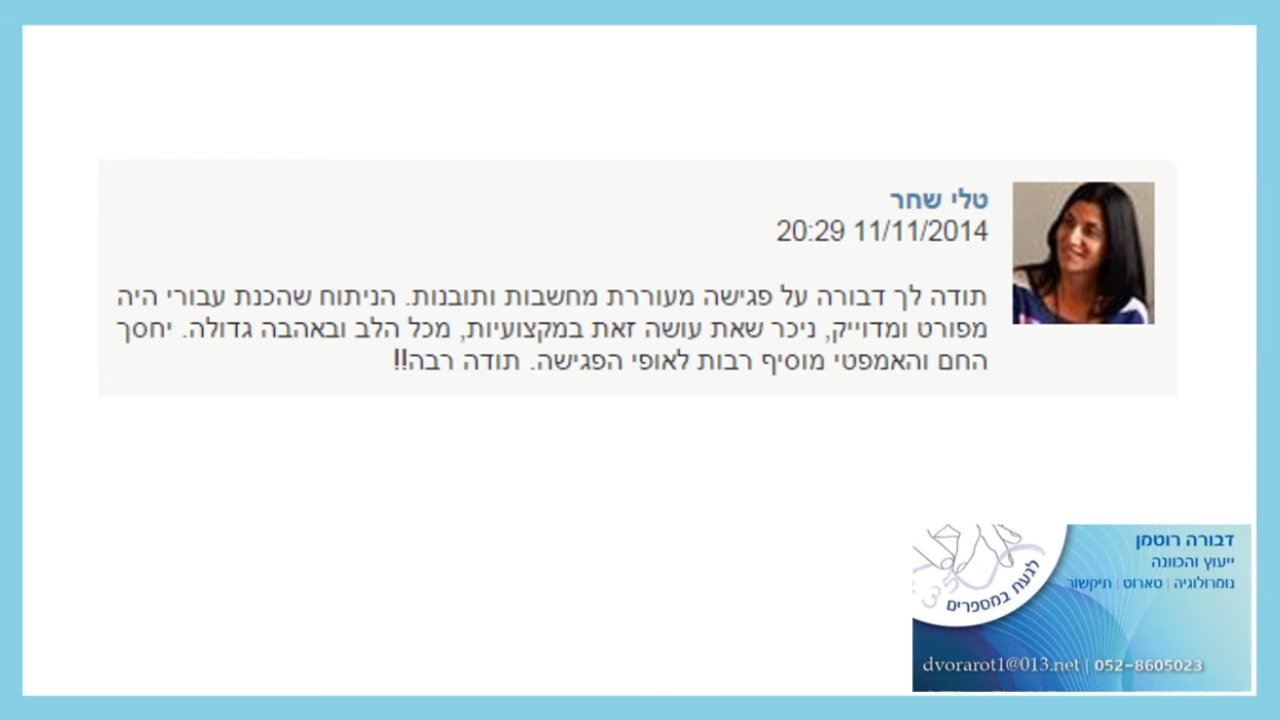 טלי שחר
20:29 11/11/2014
תודה לך דבורה על פגישה מעוררת מחשבות ותובנות. הניתוח שהכנת עבורי היה
מפורט ומדוייק, ניכר שאת עושה זאת במקצועיות, מכל הלב ובאהבה גדולה. יחסך
החם והאמפטי מוסיף רבות לאופי הפגישה. תודה רבה!!
דבורה רוטמן
ייעוץ והכוונה
נומרולוגיה | טארוט | תיקשור
לגעת במספרים
dvorarot1@013.net | 052-8605023